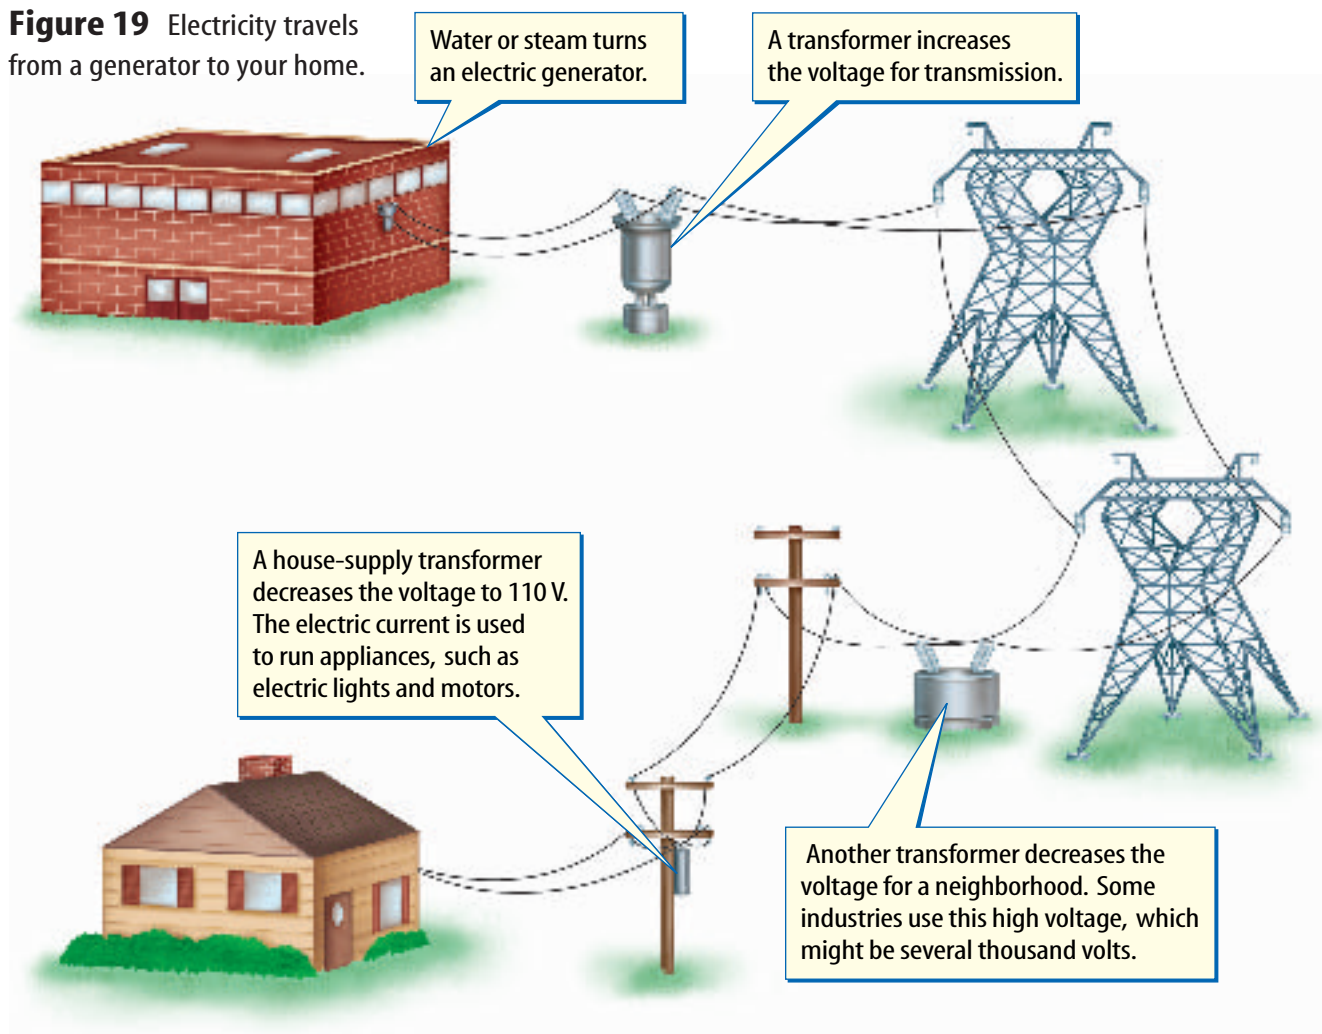 Figure 19 Electricity travels
from a generator to your home.
Water or steam turns
an electric generator.
A transformer increases
the voltage for transmission.
A house-supply transformer
decreases the voltage to 110 V.
The electric current is used
to run appliances, such as
electric lights and motors.
Another transformer decreases the
voltage for a neighborhood. Some
industries use this high voltage, which
might be several thousand volts.